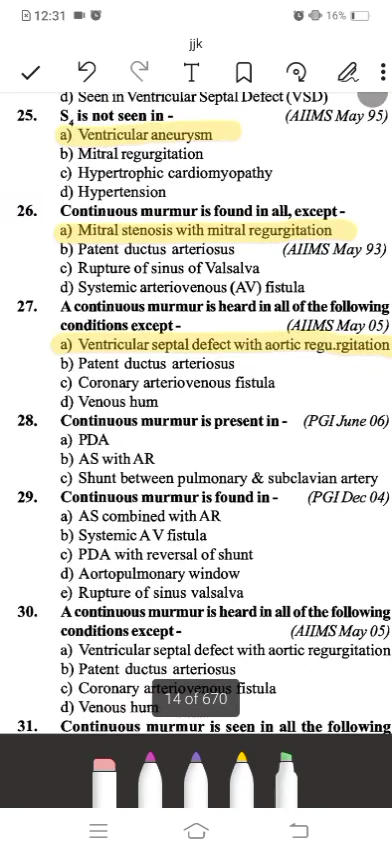 12:31
16%
jjk
T
d) Seen in Ventricular Septal Defect (VSD)
25. S4 is not seen in - (AIIMS May 95)
a) Ventricular aneurysm
b) Mitral regurgitation
c) Hypertrophic cardiomyopathy
d) Hypertension
26. Continuous murmur is found in all, except -
a) Mitral stenosis with mitral regurgitation
b) Patent ductus arteriosus (AIIMS May 93)
c) Rupture of sinus of Valsalva
d) Systemic arteriovenous (AV) fistula
27. A continuous murmur is heard in all of the following
conditions except - (AIIMS May 05)
a) Ventricular septal defect with aortic regu.rgitation
b) Patent ductus arteriosus
c) Coronary arteriovenous fistula
d) Venous hum
28. Continuous murmur is present in - (PGI June 06)
a) PDA
b) AS with AR
c) Shunt between pulmonary & subclavian artery
29. Continuous murmur is found in - (PGI Dec 04)
a) AS combined with AR
b) Systemic A V fistula
c) PDA with reversal of shunt
d) Aortopulmonary window
e) Rupture of sinus valsalva
30. A continuous murmur is heard in all of the following
conditions except - (AIIMS May 05)
a) Ventricular septal defect with aortic regurgitation
b) Patent ductus arteriosus
c) Coronary arteriovenous fistula
14 of 670
d) Venous hum
31. Continuous murmur is seen in all the following